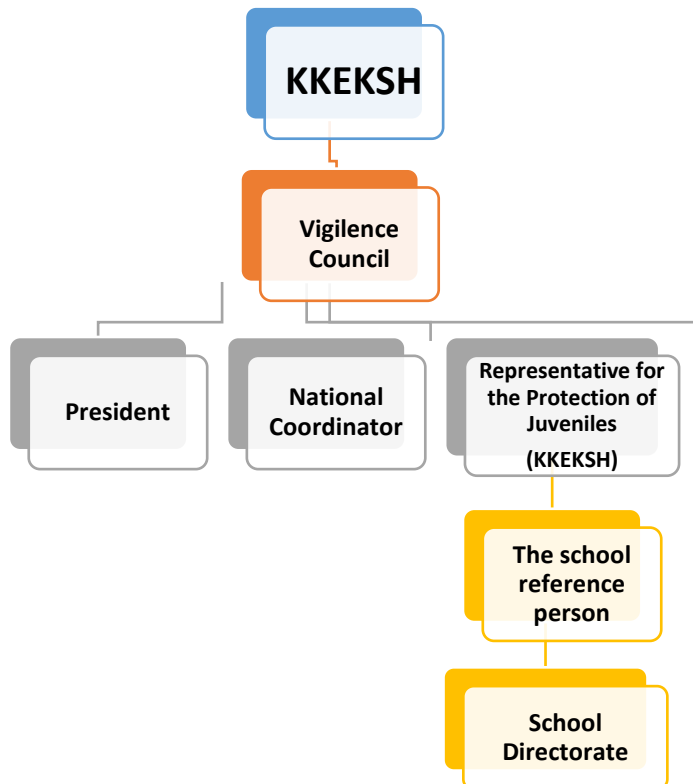 KKEKSH
Vigilence
Council
President
National
Coordinator
Representative for
the Protection of
Juveniles
(KKEKSH)
The school
reference
person
School
Directorate